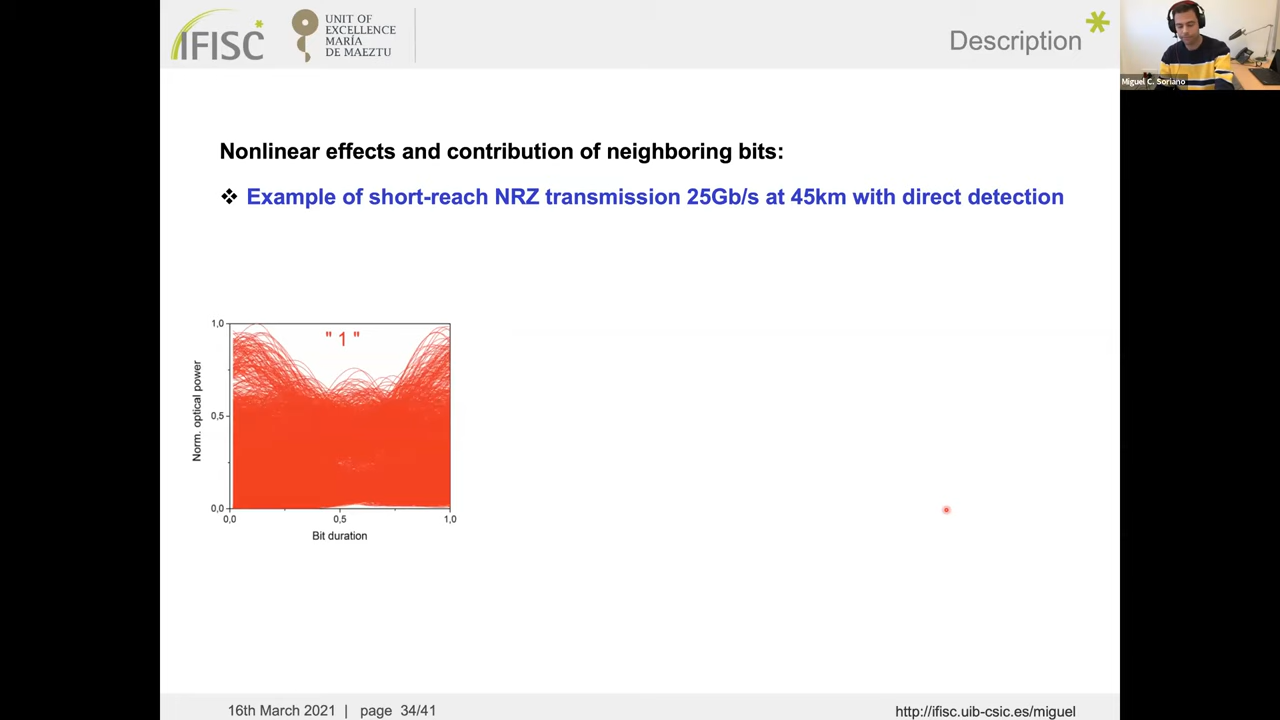 IFISC
UNIT OF
EXCELLENCE
MARÍA
DE MAEZTU
Description
Miguel C. Soriano
Nonlinear effects and contribution of neighboring bits:
❖ Example of short-reach NRZ transmission 25Gb/s at 45km with direct detection
1,0
" 1 "
0,5
0,0
Norm. optical power
0,0 0,5 1,0
Bit duration
16th March 2021 | page 34/41
http://ifisc.uib-csic.es/miguel